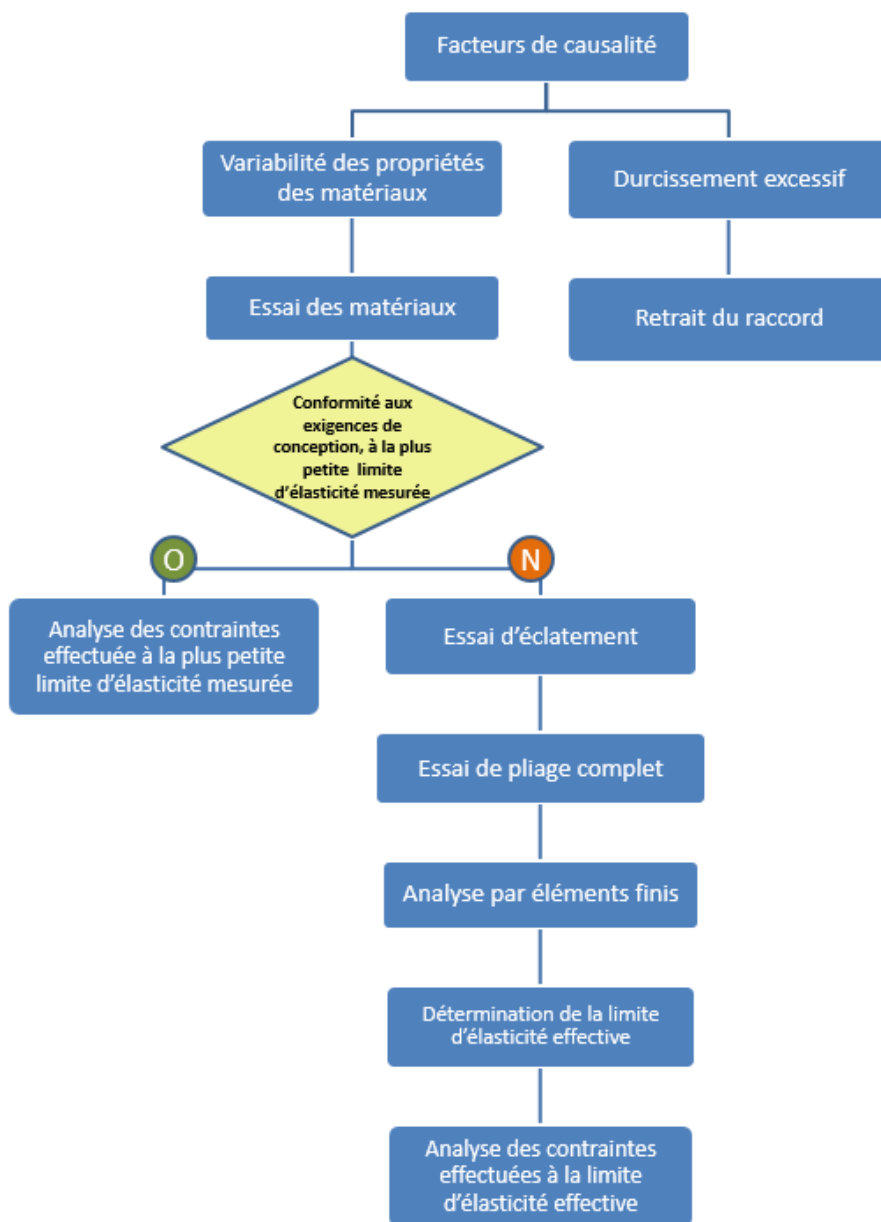 Facteurs de causalité
Variabilité des propriétés
des matériaux
Durcissement excessif
Essai des matériaux
Retrait du raccord
Conformité aux
exigences de
conception, à la plus
petite limite
d'élasticité mesurée
O
N
Analyse des contraintes
effectuée à la plus petite
limite d'élasticité mesurée
Essai d'éclatement
Essai de pliage complet
Analyse par éléments finis
Détermination de la limite
d'élasticité effective
Analyse des contraintes
effectuées à la limite
d'élasticité effective